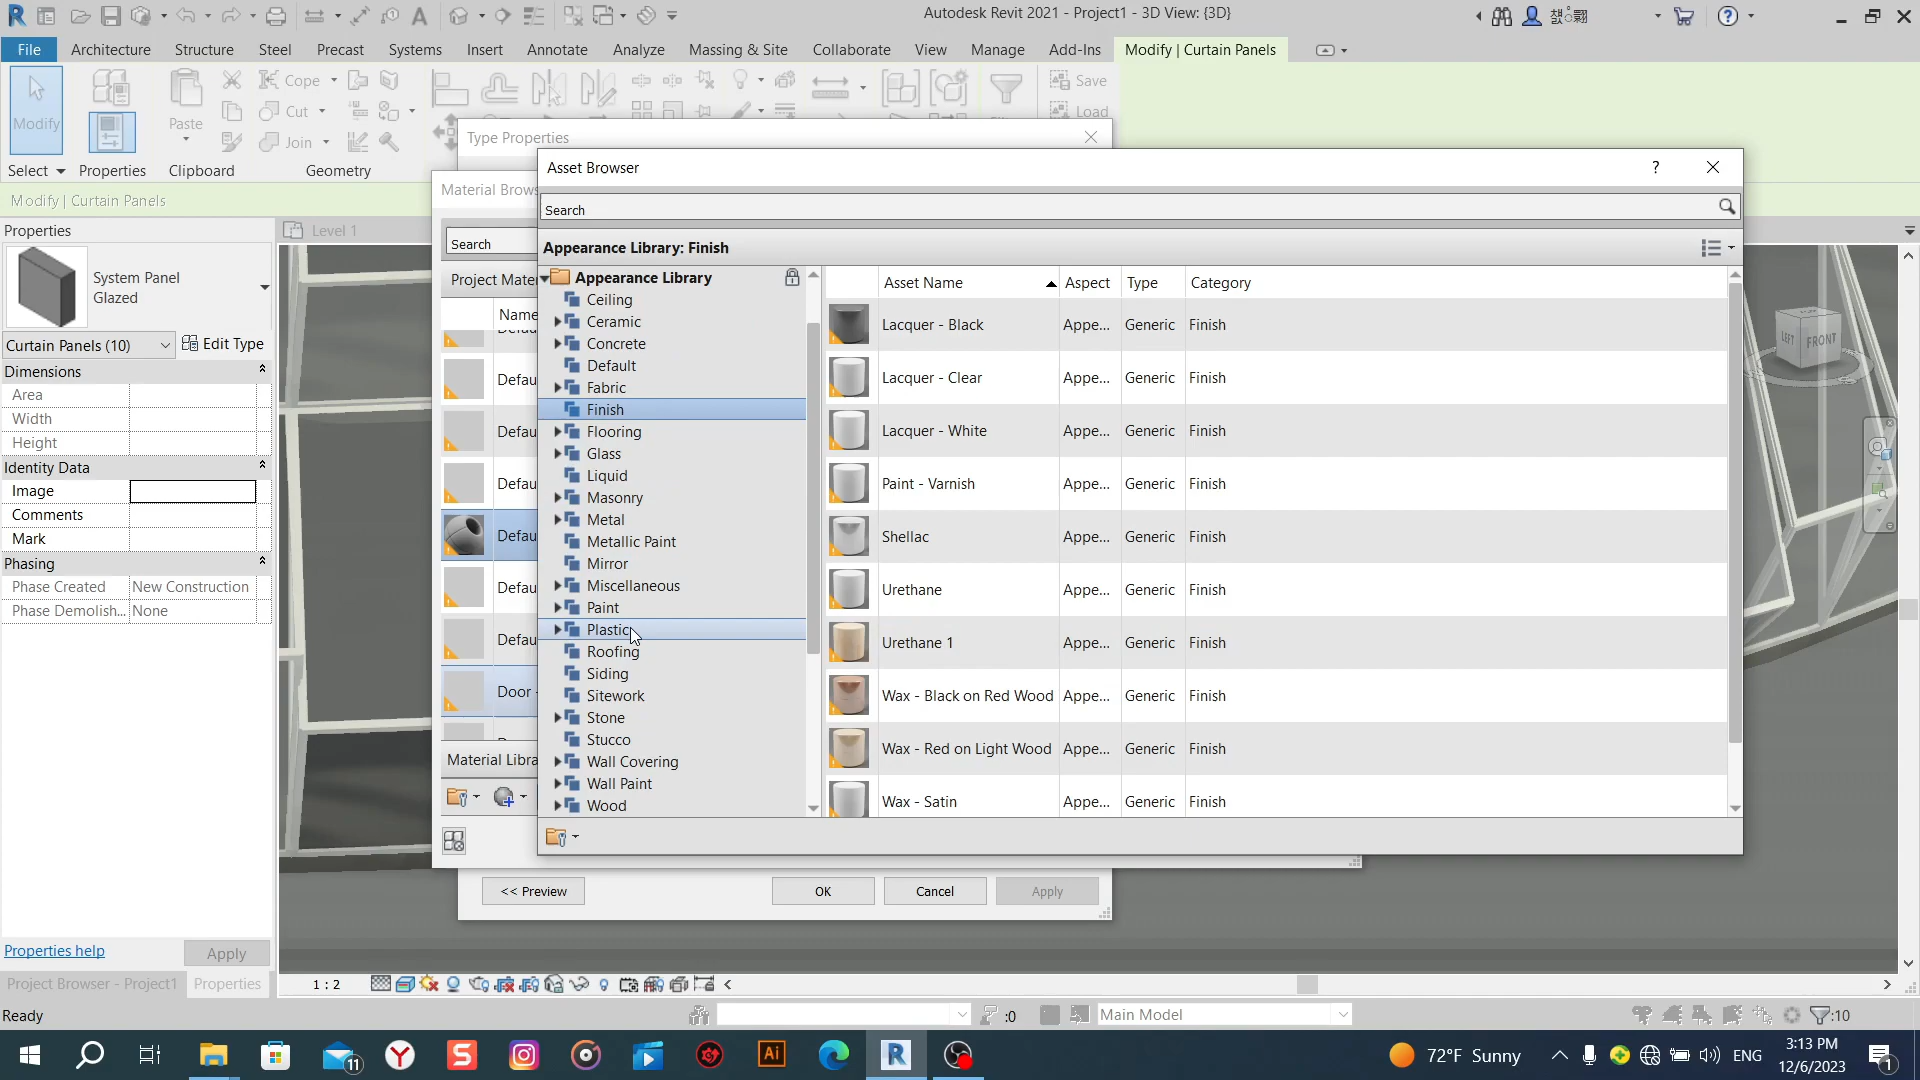 Autodesk Revit 2021 - Project1 - 3D View: {3D}
File Architecture Structure Steel Precast Systems Insert Annotate Analyze Massing & Site Collaborate View Manage Add-Ins Modify | Curtain Panels
Modify
Paste
Cope
Cut
Join
Save
Load
Select Properties Clipboard Geometry
Modify | Curtain Panels
Properties
Level 1
System Panel
Glazed
Curtain Panels (10) Edit Type
Dimensions
Area
Width
Height
Identity Data
Image
Comments
Mark
Phasing
Phase Created New Construction
Phase Demolish... None
Properties help Apply
Project Browser - Project1 Properties
Type Properties
Material Brows
Search
Project Mate
Name
Defau
Defau
Defau
Defau
Defau
Defau
Door -
Material Libra
<< Preview OK Cancel Apply
Asset Browser ?
Search
Appearance Library: Finish
Appearance Library
Ceiling
Ceramic
Concrete
Default
Fabric
Finish
Flooring
Glass
Liquid
Masonry
Metal
Metallic Paint
Mirror
Miscellaneous
Paint
Plastic
Roofing
Siding
Sitework
Stone
Stucco
Wall Covering
Wall Paint
Wood
Asset Name Aspect Type Category
Lacquer - Black Appe... Generic Finish
Lacquer - Clear Appe... Generic Finish
Lacquer - White Appe... Generic Finish
Paint - Varnish Appe... Generic Finish
Shellac Appe... Generic Finish
Urethane Appe... Generic Finish
Urethane 1 Appe... Generic Finish
Wax - Black on Red Wood Appe... Generic Finish
Wax - Red on Light Wood Appe... Generic Finish
Wax - Satin Appe... Generic Finish
LEFT FRONT
1 : 2
Ready
:0
Main Model
:10
11
72°F Sunny
ENG
3:13 PM
12/6/2023
1